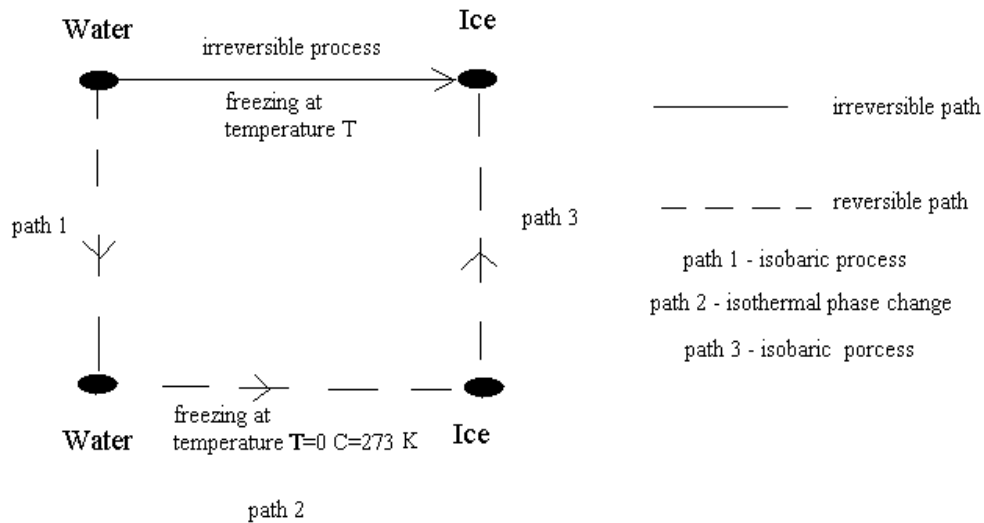 Water
Ice
irreversible process
freezing at
temperature T
irreversible path
reversible path
path 1
path 3
path 1 - isobaric process
path 2 - isothermal phase change
path 3 - isobaric porcess
Water
freezing at
temperature T=0 C=273 K
Ice
path 2